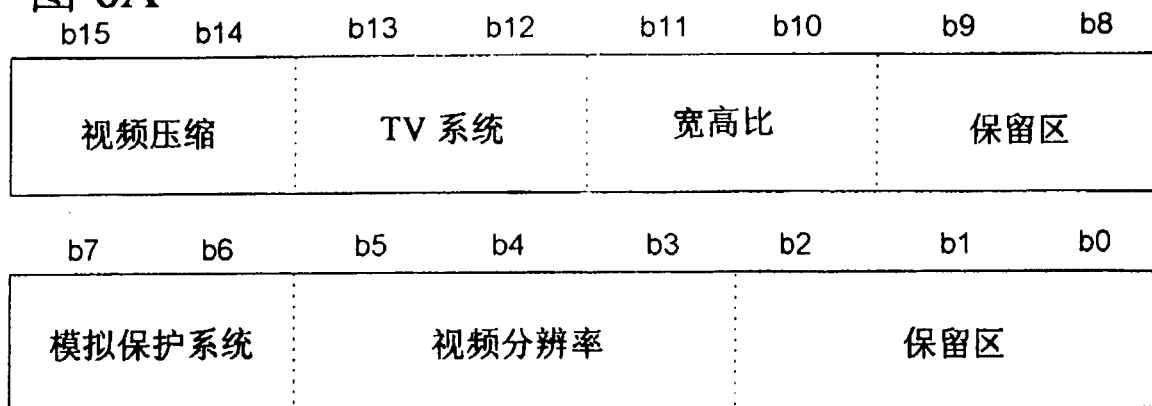 图 6A
b15 b14 b13 b12 b11 b10 b9 b8
视频压缩 TV 系统 宽高比 保留区
b7 b6 b5 b4 b3 b2 b1 b0
模拟保护系统 视频分辨率 保留区